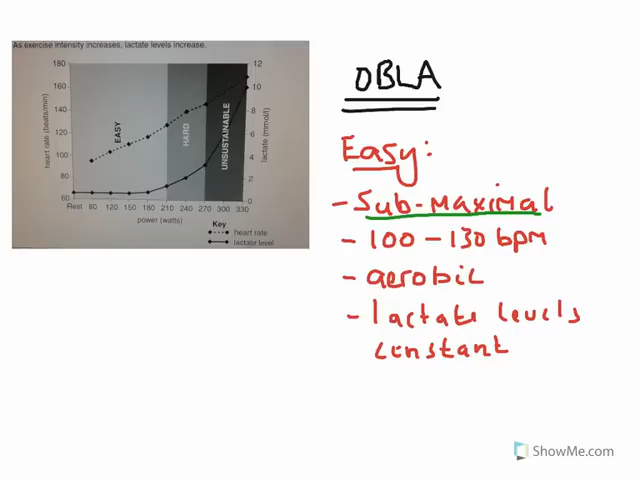 As exercise intensity increases, lactate levels increase.
180
160
140
120
100
80
60
heart rate (beats/min)
EASY
HARD
UNSUSTAINABLE
12
10
8
6
4
2
0
lactate (mmol/l)
Rest 80 120 150 180 210 240 270 300 330
power (watts)
Key
heart rate
lactate level
OBLA
Easy:
- Sub-Maximal
- 100 - 130 bpm
- aerobic
- lactate levels
constant
ShowMe.com